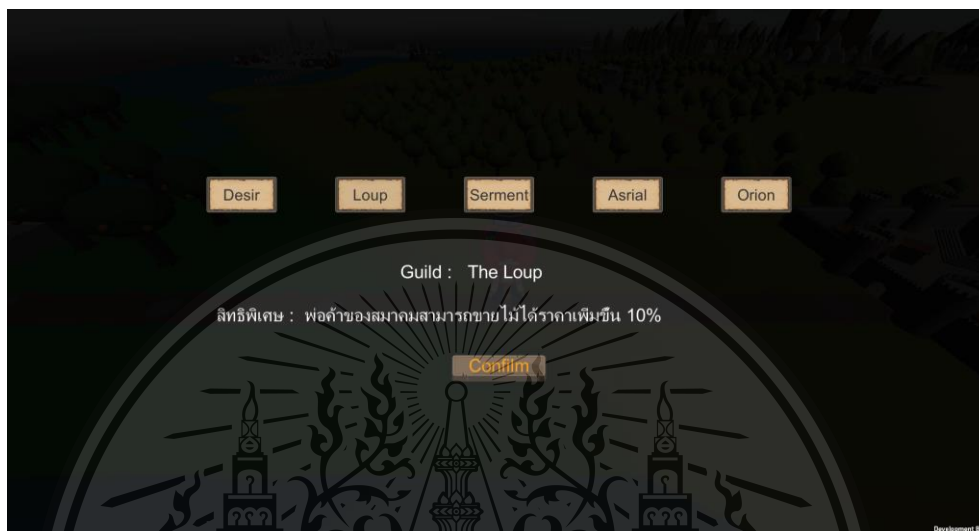 Desir Loup Serment Asrial Orion
Guild : The Loup
สิทธิพิเศษ : พ่อค้าของสมาคมสามารถขายไม้ได้ราคาเพิ่มขึ้น 10%
Confilm
Development